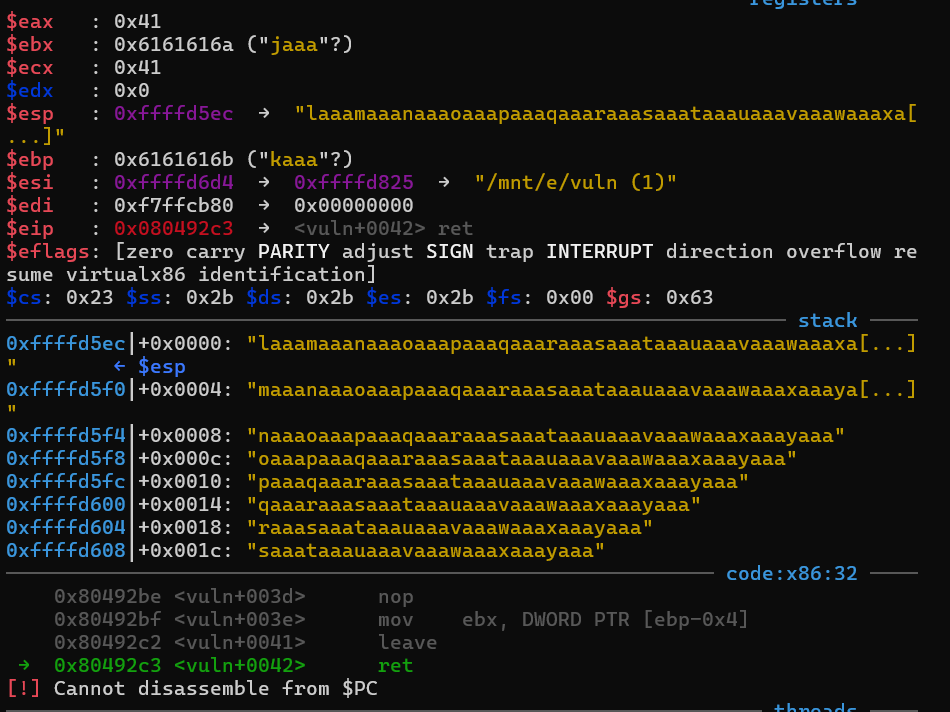 registers
$eax   : 0x41
$ebx   : 0x6161616a ("jaaa"?)
$ecx   : 0x41
$edx   : 0x0
$esp   : 0xffffd5ec  →  "laaamaaanaaaoaaapaaaqaaaraaasaaataaauaaavaaawaaaxa[
...]"
$ebp   : 0x6161616b ("kaaa"?)
$esi   : 0xffffd6d4  →  0xffffd825  →  "/mnt/e/vuln (1)"
$edi   : 0xf7ffcb80  →  0x00000000
$eip   : 0x080492c3  →  <vuln+0042> ret
$eflags: [zero carry PARITY adjust SIGN trap INTERRUPT direction overflow re
sume virtualx86 identification]
$cs: 0x23 $ss: 0x2b $ds: 0x2b $es: 0x2b $fs: 0x00 $gs: 0x63
stack
0xffffd5ec│+0x0000: "laaamaaanaaaoaaapaaaqaaaraaasaaataaauaaavaaawaaaxa[...]
"        ← $esp
0xffffd5f0│+0x0004: "maaanaaaoaaapaaaqaaaraaasaaataaauaaavaaawaaaxaaaya[...]
"
0xffffd5f4│+0x0008: "naaaoaaapaaaqaaaraaasaaataaauaaavaaawaaaxaaayaaa"
0xffffd5f8│+0x000c: "oaaapaaaqaaaraaasaaataaauaaavaaawaaaxaaayaaa"
0xffffd5fc│+0x0010: "paaaqaaaraaasaaataaauaaavaaawaaaxaaayaaa"
0xffffd600│+0x0014: "qaaaraaasaaataaauaaavaaawaaaxaaayaaa"
0xffffd604│+0x0018: "raaasaaataaauaaavaaawaaaxaaayaaa"
0xffffd608│+0x001c: "saaataaauaaavaaawaaaxaaayaaa"
code:x86:32
0x80492be <vuln+003d>      nop
0x80492bf <vuln+003e>      mov    ebx, DWORD PTR [ebp-0x4]
0x80492c2 <vuln+0041>      leave
→  0x80492c3 <vuln+0042>      ret
[!] Cannot disassemble from $PC
threads